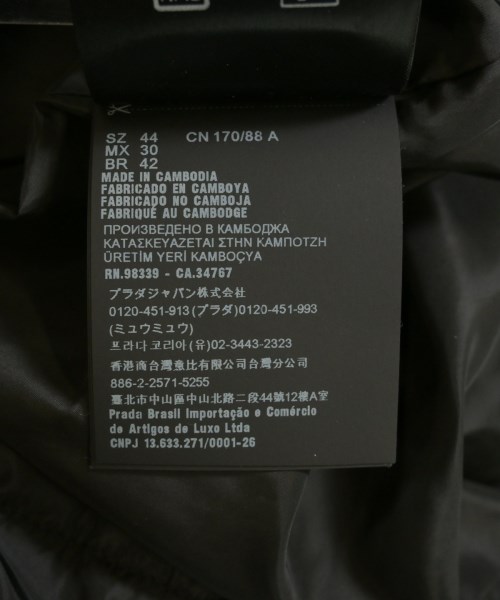 SZ 44 CN 170/88 A
MX 30
BR 42
MADE IN CAMBODIA
FABRICADO EN CAMBOYA
FABRICADO NO CAMBOJA
FABRIQUÉ AU CAMBODGE
ПРОИЗВЕДЕНО В КАМБОДЖА
ΚΑΤΑΣΚΕΥΑΖΕΤΑΙ ΣΤΗΝ ΚΑΜΠΟΤΖΗ
ÜRETİM YERİ KAMBOÇYA
RN.98339 - CA.34767
プラダジャパン株式会社
0120-451-913(プラダ)0120-451-993
(ミュウミュウ)
프라다코리아(유)02-3443-2323
香港商台灣普比有限公司台灣分公司
886-2-2571-5255
臺北市中山區中山北路二段44號12樓A室
Prada Brasil Importação e Comércio
de Artigos de Luxo Ltda
CNPJ 13.633.271/0001-26